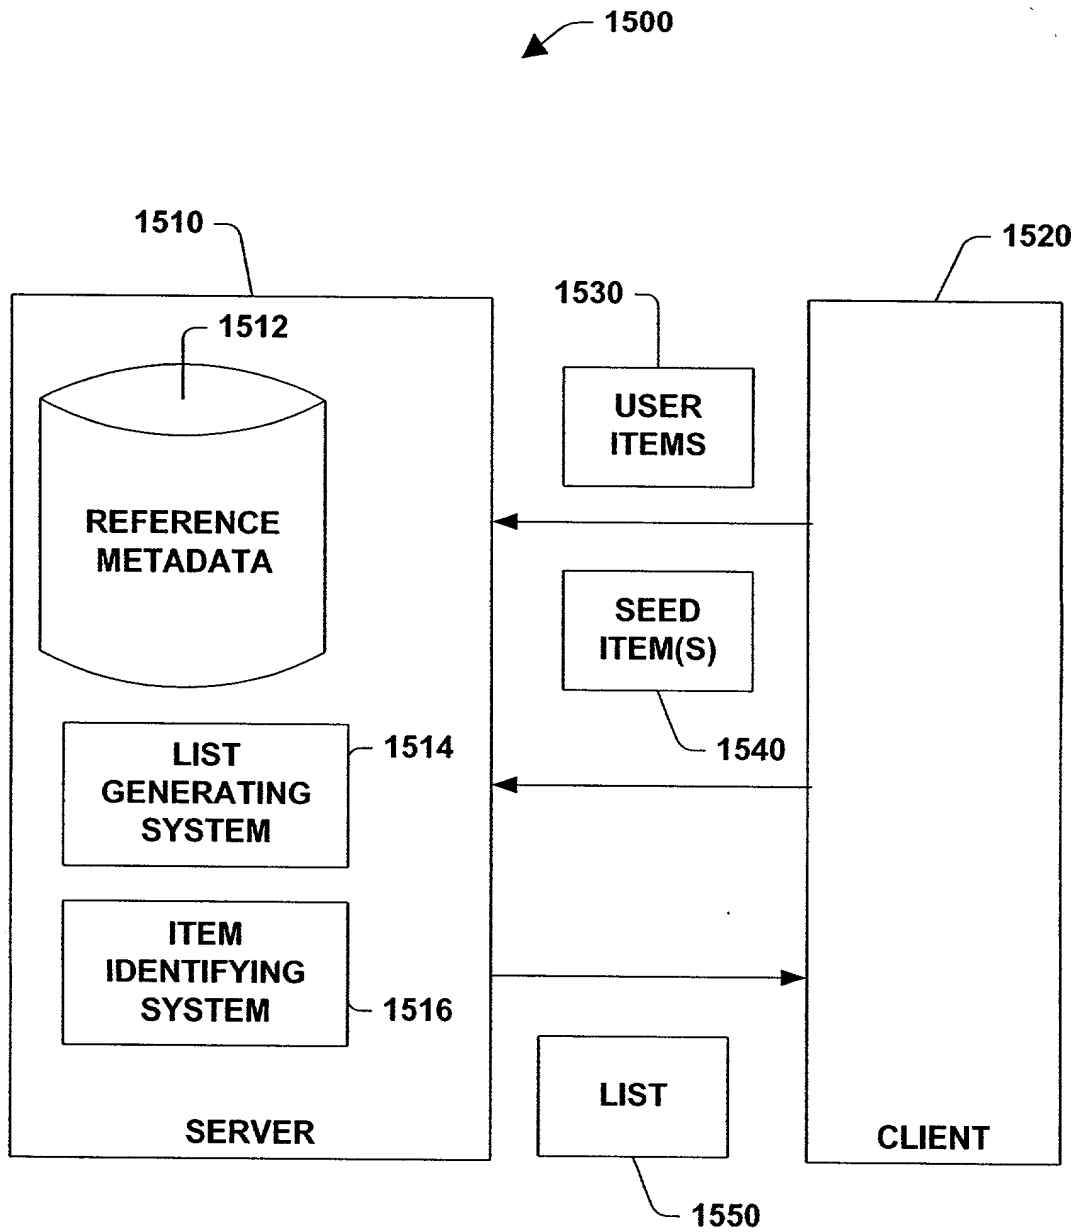 1500
1510
1520
1530
1512
USER
ITEMS
REFERENCE
METADATA
SEED
ITEM(S)
1540
LIST
GENERATING
SYSTEM
1514
ITEM
IDENTIFYING
SYSTEM
1516
LIST
SERVER
CLIENT
1550